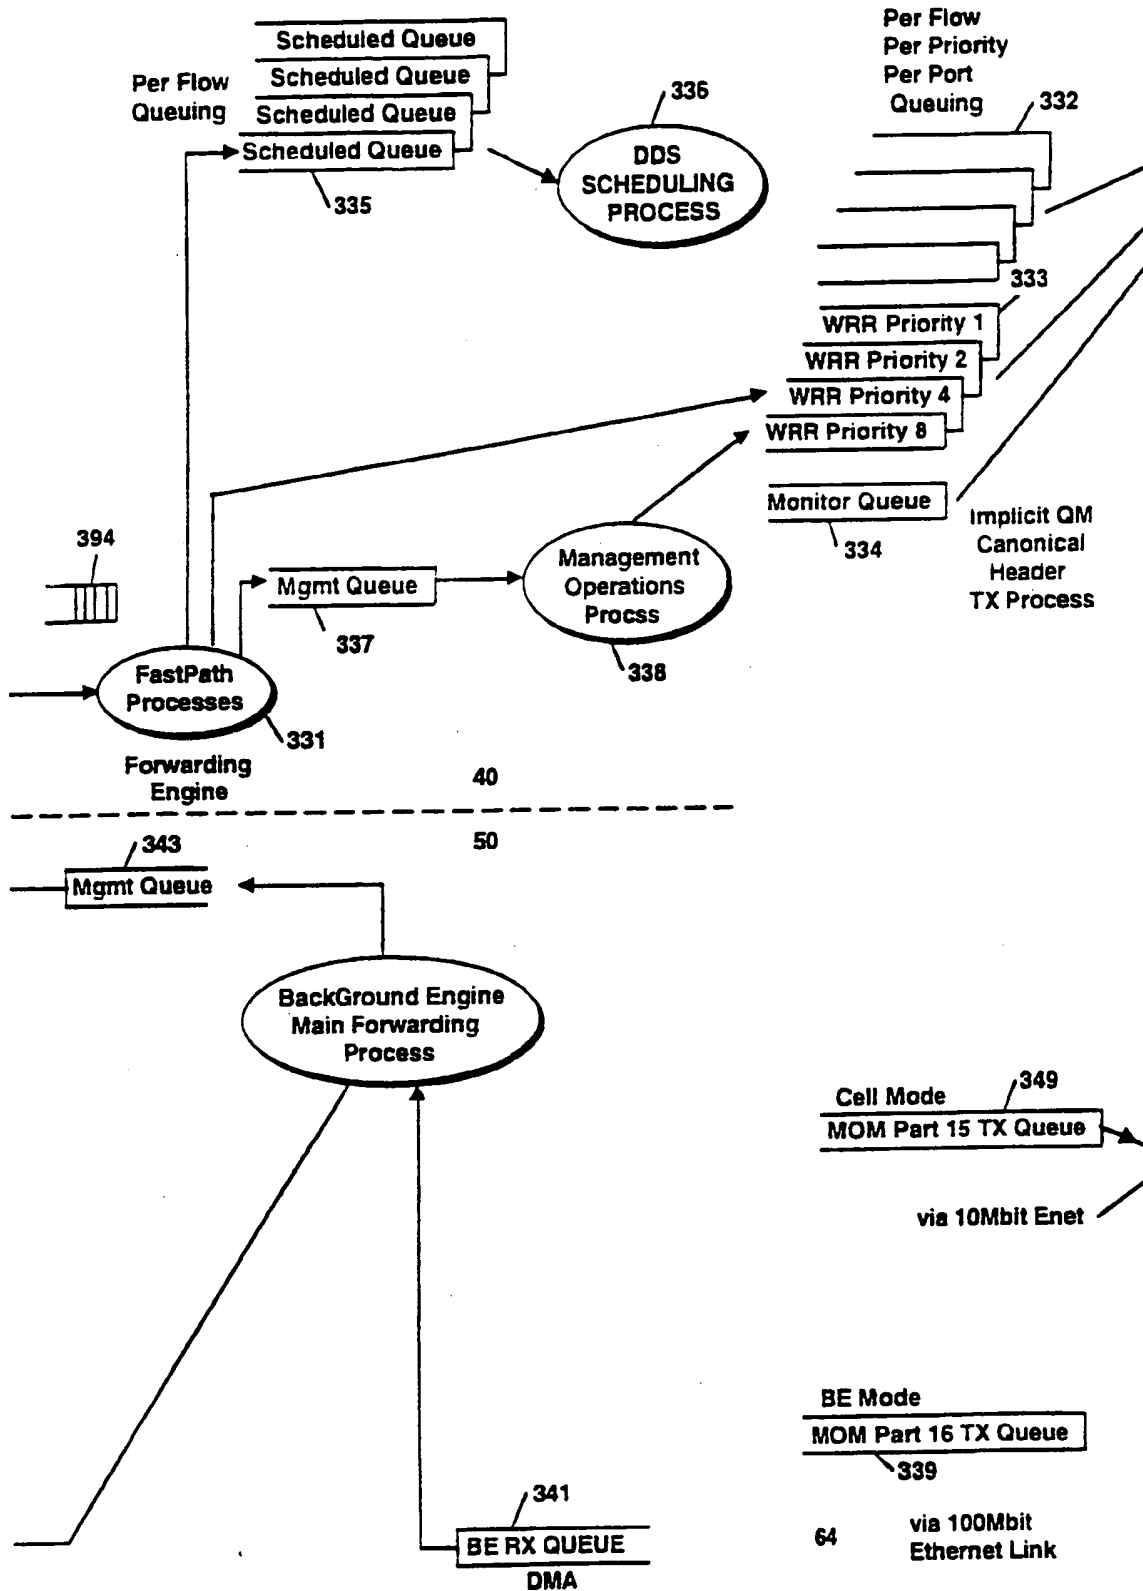 Per Flow
Per Priority
Per Port
Queuing
332
Scheduled Queue
Scheduled Queue
Scheduled Queue
Scheduled Queue
Per Flow
Queuing
335
336
DDS
SCHEDULING
PROCESS
333
WRR Priority 1
WRR Priority 2
WRR Priority 4
WRR Priority 8
Monitor Queue
334
Implicit QM
Canonical
Header
TX Process
394
Mgmt Queue
337
Management
Operations
Procss
338
FastPath
Processes
331
Forwarding
Engine
40
50
343
Mgmt Queue
BackGround Engine
Main Forwarding
Process
Cell Mode
349
MOM Part 15 TX Queue
via 10Mbit Enet
BE Mode
MOM Part 16 TX Queue
339
341
BE RX QUEUE
DMA
64
via 100Mbit
Ethernet Link